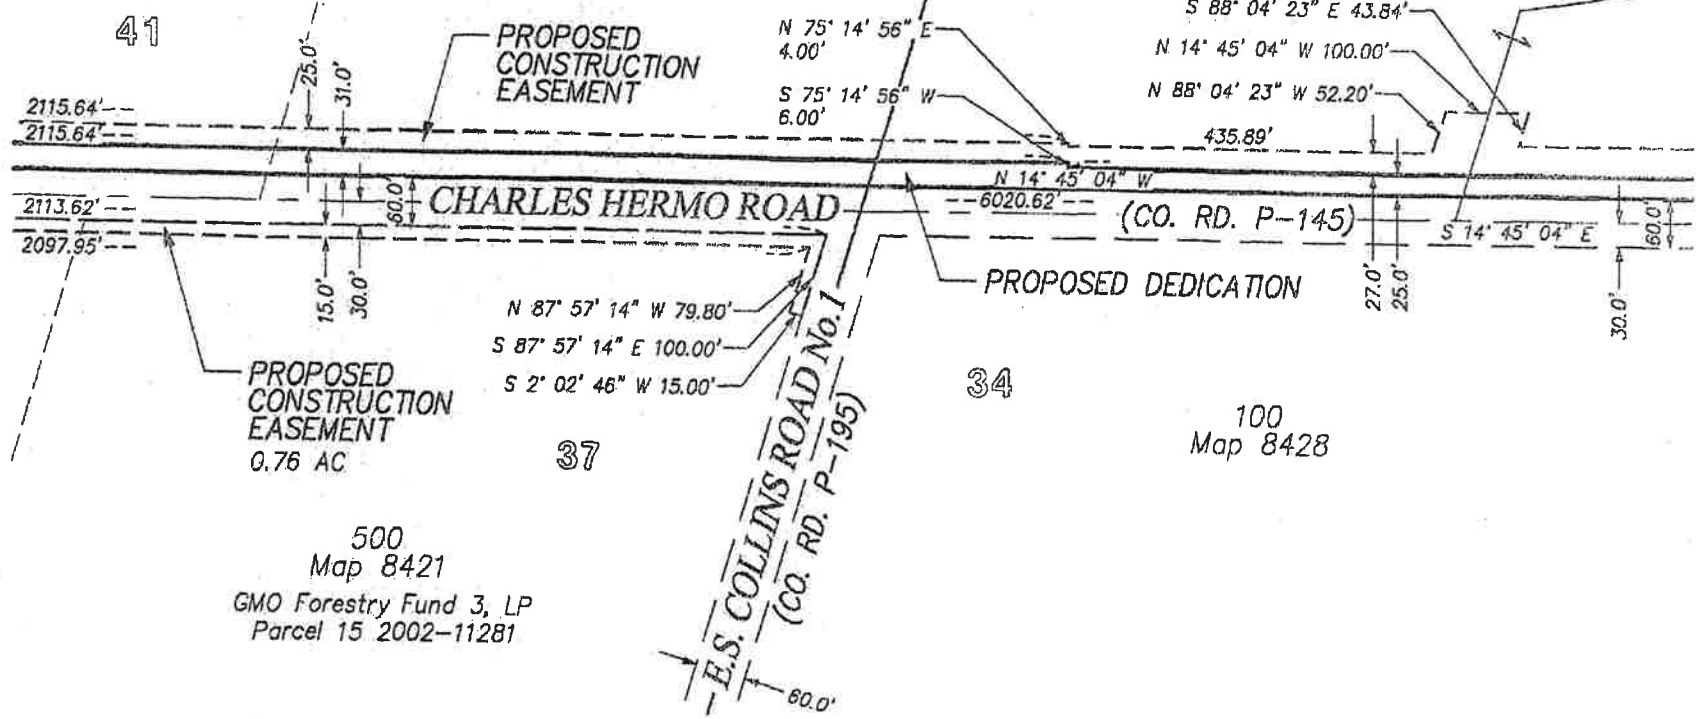 41
PROPOSED
CONSTRUCTION
EASEMENT
25.0'
31.0'
N 75° 14' 56" E
4.00'
S 75° 14' 56" W
6.00'
S 88° 04' 23" E 43.84'
N 14° 45' 04" W 100.00'
N 88° 04' 23" W 52.20'
435.89'
2115.64'
2115.64'
2113.62'
2097.95'
60.0'
CHARLES HERMO ROAD
N 14° 45' 04" W
6020.62'
(CO. RD. P-145)
S 14° 45' 04" E
60.0'
15.0'
30.0'
PROPOSED DEDICATION
27.0'
25.0'
30.0'
N 87° 57' 14" W 79.80'
S 87° 57' 14" E 100.00'
S 2° 02' 46" W 15.00'
PROPOSED
CONSTRUCTION
EASEMENT
0.76 AC
37
34
100
Map 8428
E.S. COLLINS ROAD No.1
(CO. RD. P-195)
500
Map 8421
GMO Forestry Fund 3, LP
Parcel 15 2002-11281
60.0'